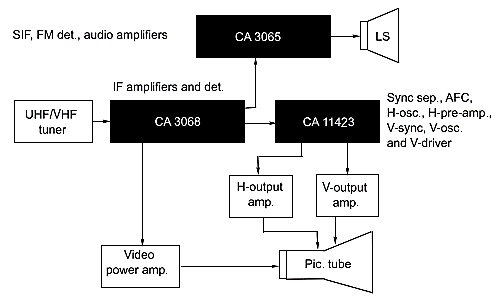 SIF, FM det., audio amplifiers
CA 3065
LS
IF amplifiers and det.
UHF/VHF
tuner
CA 3068
CA 11423
Sync sep., AFC,
H-osc., H-pre-amp.,
V-sync, V-osc.
and V-driver
H-output
amp.
V-output
amp.
Video
power amp.
Pic. tube